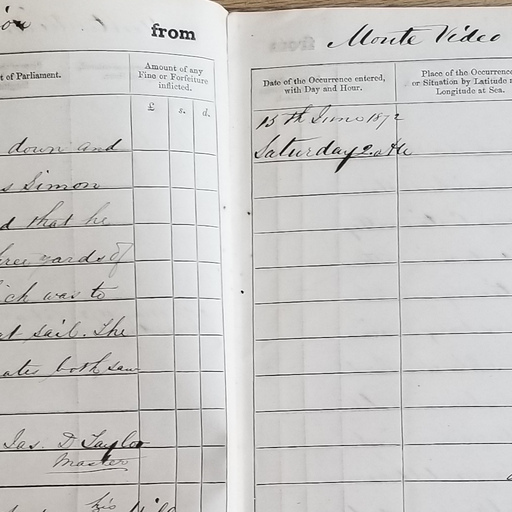 from
t of Parliament.
Amount of any
Fine or Forfeiture
inflicted.
£ s. d.
down and
s Simon
d that he
hree yards of
ich was to
at sail. The
ates both saw
Jas. D Taylor
Master
his
Monte Video
Date of the Occurrence entered,
with Day and Hour.
Place of the Occurrence
or Situation by Latitude
Longitude at Sea.
15th June 1872
Saturday 2.